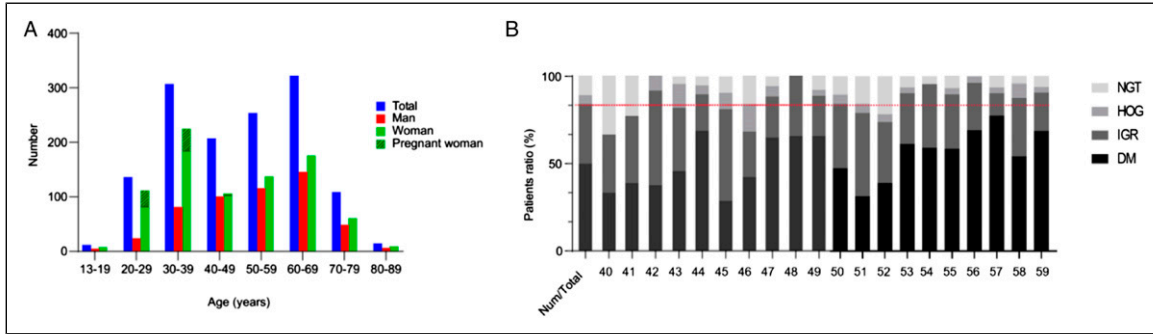 A
400
300
200
100
0
Number
Total
Man
Woman
Pregnant woman
13-19
20-29
30-39
40-49
50-59
60-69
70-79
80-89
Age (years)
B
100
50
0
Patients ratio (%)
NGT
HOG
IGR
DM
Num/Total
40
41
42
43
44
45
46
47
48
49
50
51
52
53
54
55
56
57
58
59